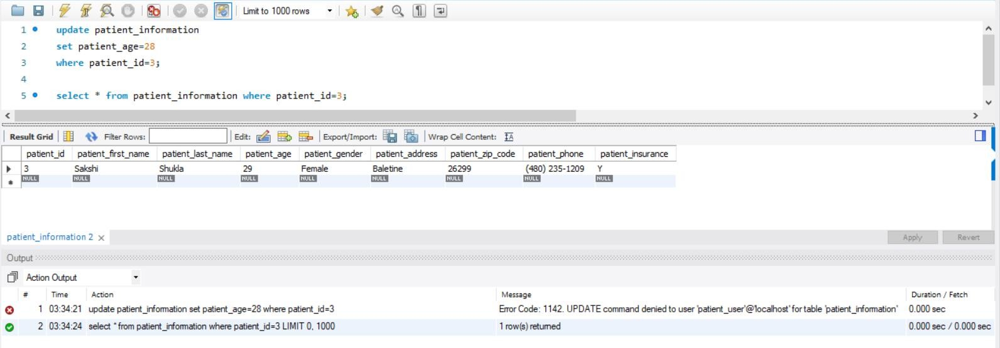 Limit to 1000 rows
1 update patient_information
2 set patient_age=28
3 where patient_id=3;
4
5 select * from patient_information where patient_id=3;
Result Grid Filter Rows: Edit: Export/Import: Wrap Cell Content:
patient_id patient_first_name patient_last_name patient_age patient_gender patient_address patient_zip_code patient_phone patient_insurance
3 Sakshi Shukla 29 Female Baletine 26299 (480) 235-1209 Y
NULL NULL NULL NULL NULL NULL NULL NULL NULL
patient_information 2 Apply Revert
Output
Action Output
# Time Action Message Duration / Fetch
1 03:34:21 update patient_information set patient_age=28 where patient_id=3 Error Code: 1142. UPDATE command denied to user 'patient_user'@'localhost' for table 'patient_information' 0.000 sec
2 03:34:24 select * from patient_information where patient_id=3 LIMIT 0, 1000 1 row(s) returned 0.000 sec / 0.000 sec